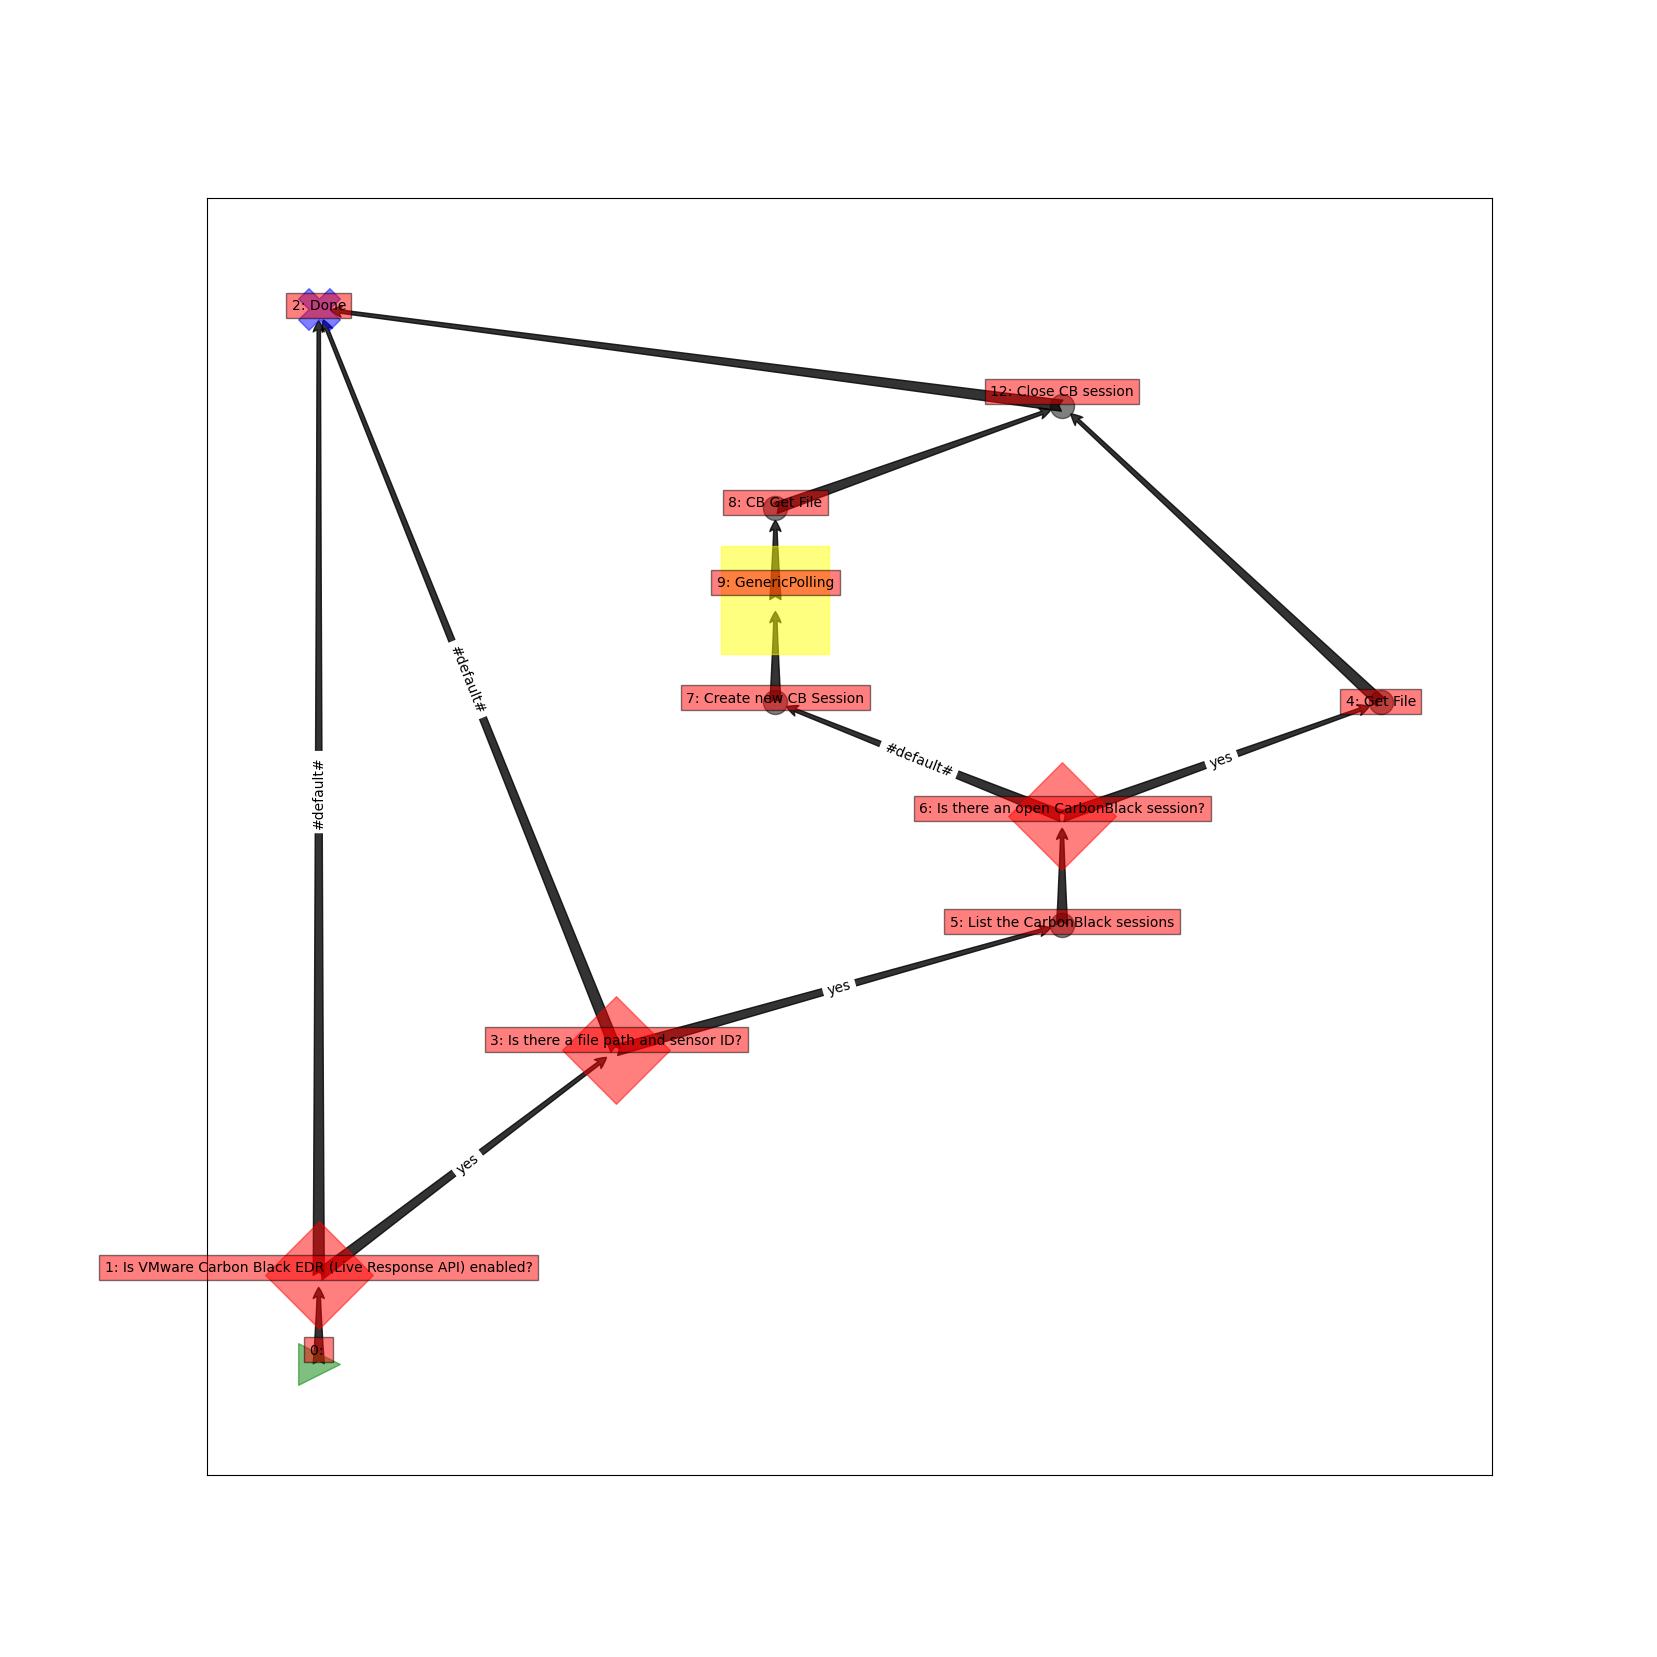 2: Done
12: Close CB session
8: CB Get File
9: GenericPolling
#default#
7: Create new CB Session
4: Get File
#default#
yes
#default#
6: Is there an open CarbonBlack session?
5: List the CarbonBlack sessions
yes
3: Is there a file path and sensor ID?
yes
1: Is VMware Carbon Black EDR (Live Response API) enabled?
0: